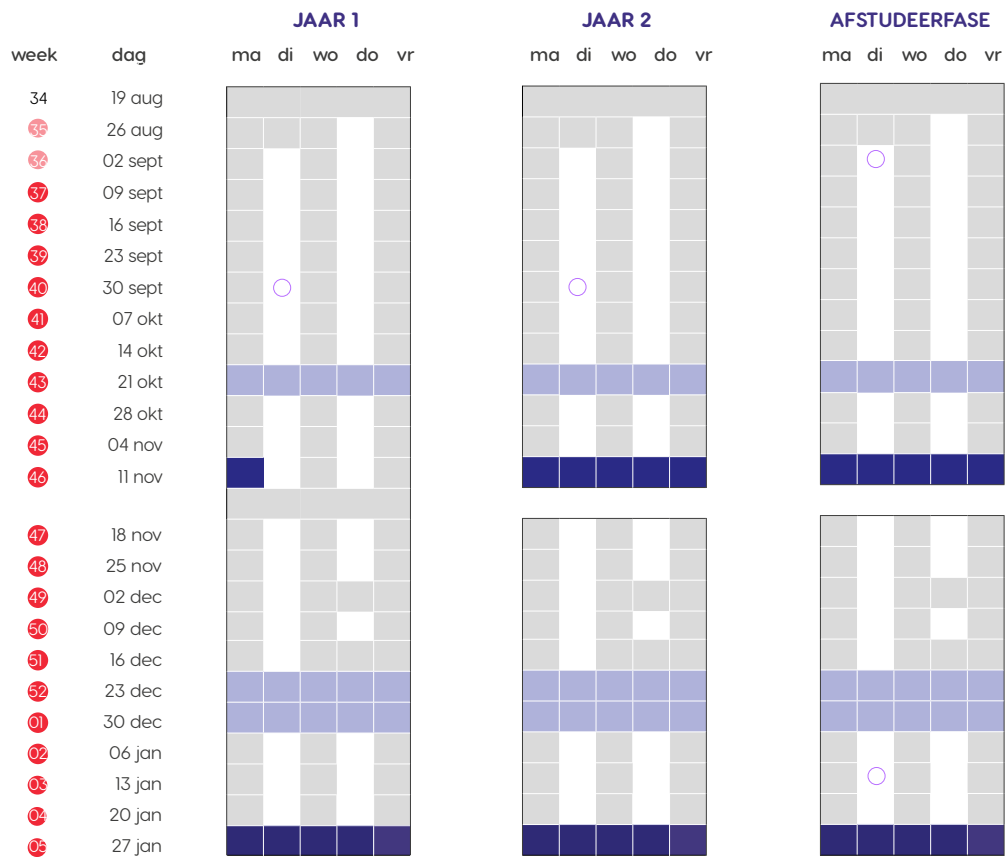 JAAR 1 JAAR 2 AFSTUDEERFASE
week dag ma di wo do vr ma di wo do vr ma di wo do vr
34 19 aug
35 26 aug
36 02 sept
37 09 sept
38 16 sept
39 23 sept
40 30 sept
41 07 okt
42 14 okt
43 21 okt
44 28 okt
45 04 nov
46 11 nov
47 18 nov
48 25 nov
49 02 dec
50 09 dec
51 16 dec
52 23 dec
01 30 dec
02 06 jan
03 13 jan
04 20 jan
05 27 jan